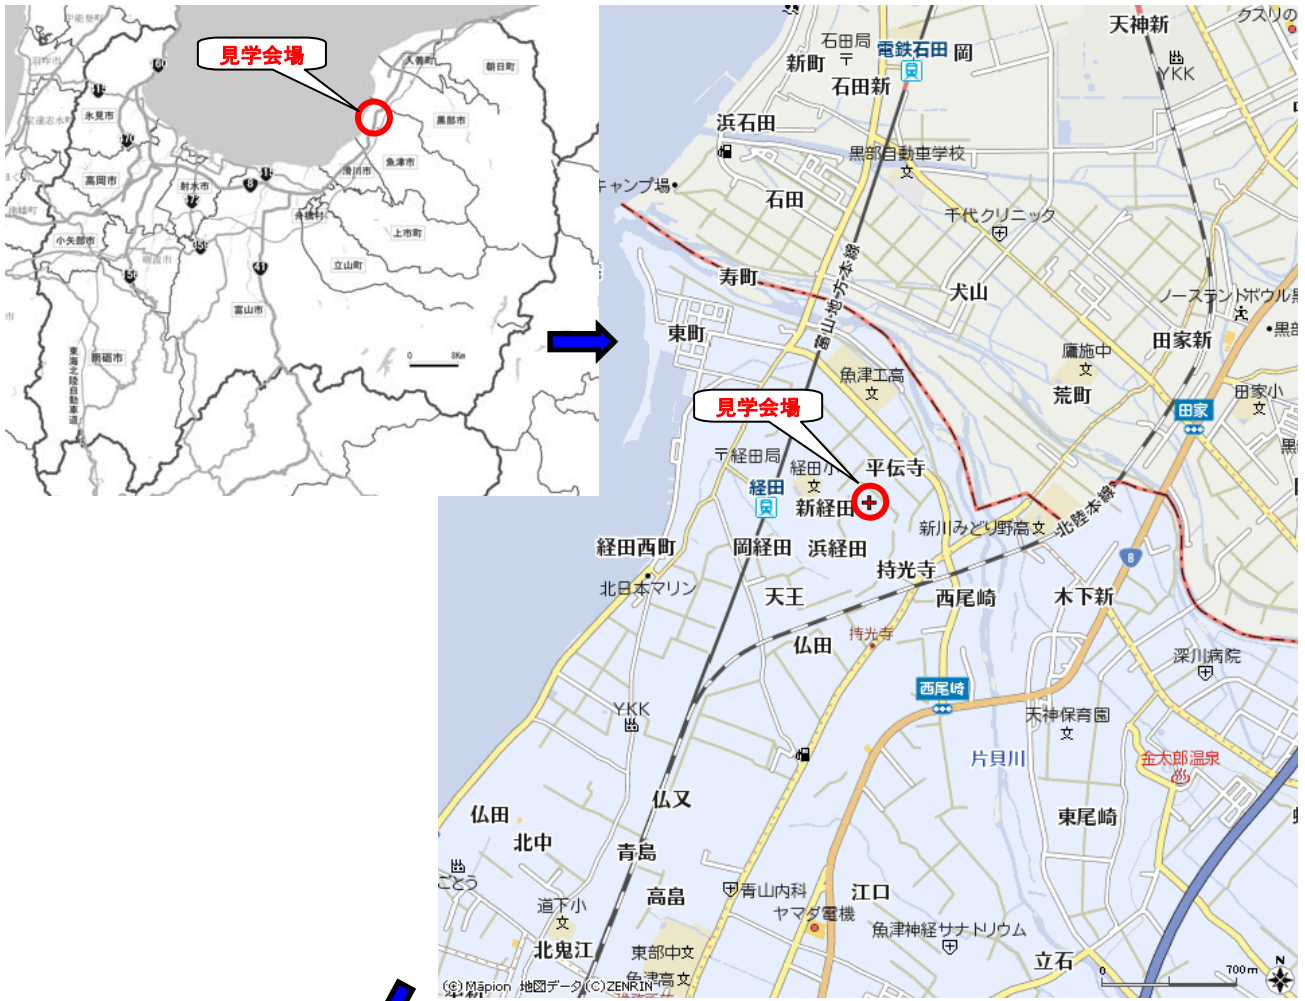 見学会場
入善町
朝日町
氷見市
黒部市
魚津市
高岡市
射水市
滑川市
8
舟橋村
上市町
小矢部市
砺波市
立山町
41
富山市
南砺市
東海北陸自動車道
0 8Km
天神新
クスリの
石田局
電鉄石田
岡
新町
石田新
YKK
浜石田
黒部自動車学校
キャンプ場
石田
千代クリニック
寿町
富山地方本線
犬山
東町
田家新
鷹施中
魚津工高
荒町
田家小
田家
見学会場
〒経田局
経田小
平伝寺
経田
新経田
新川みどり野高
北陸本線
経田西町
岡経田
浜経田
8
持光寺
北日本マリン
天王
西尾崎
木下新
仏田
持光寺
深川病院
西尾崎
YKK
天神保育園
片貝川
金太郎温泉
仏又
仏田
東尾崎
北中
青島
ごとう
高畠
青山内科
江口
道下小
ヤマダ電機
魚津神経サナトリウム
北鬼江
東部中
立石
魚津高
N
0 700m
(C) Mapion 地図データ(C)ZENRIN